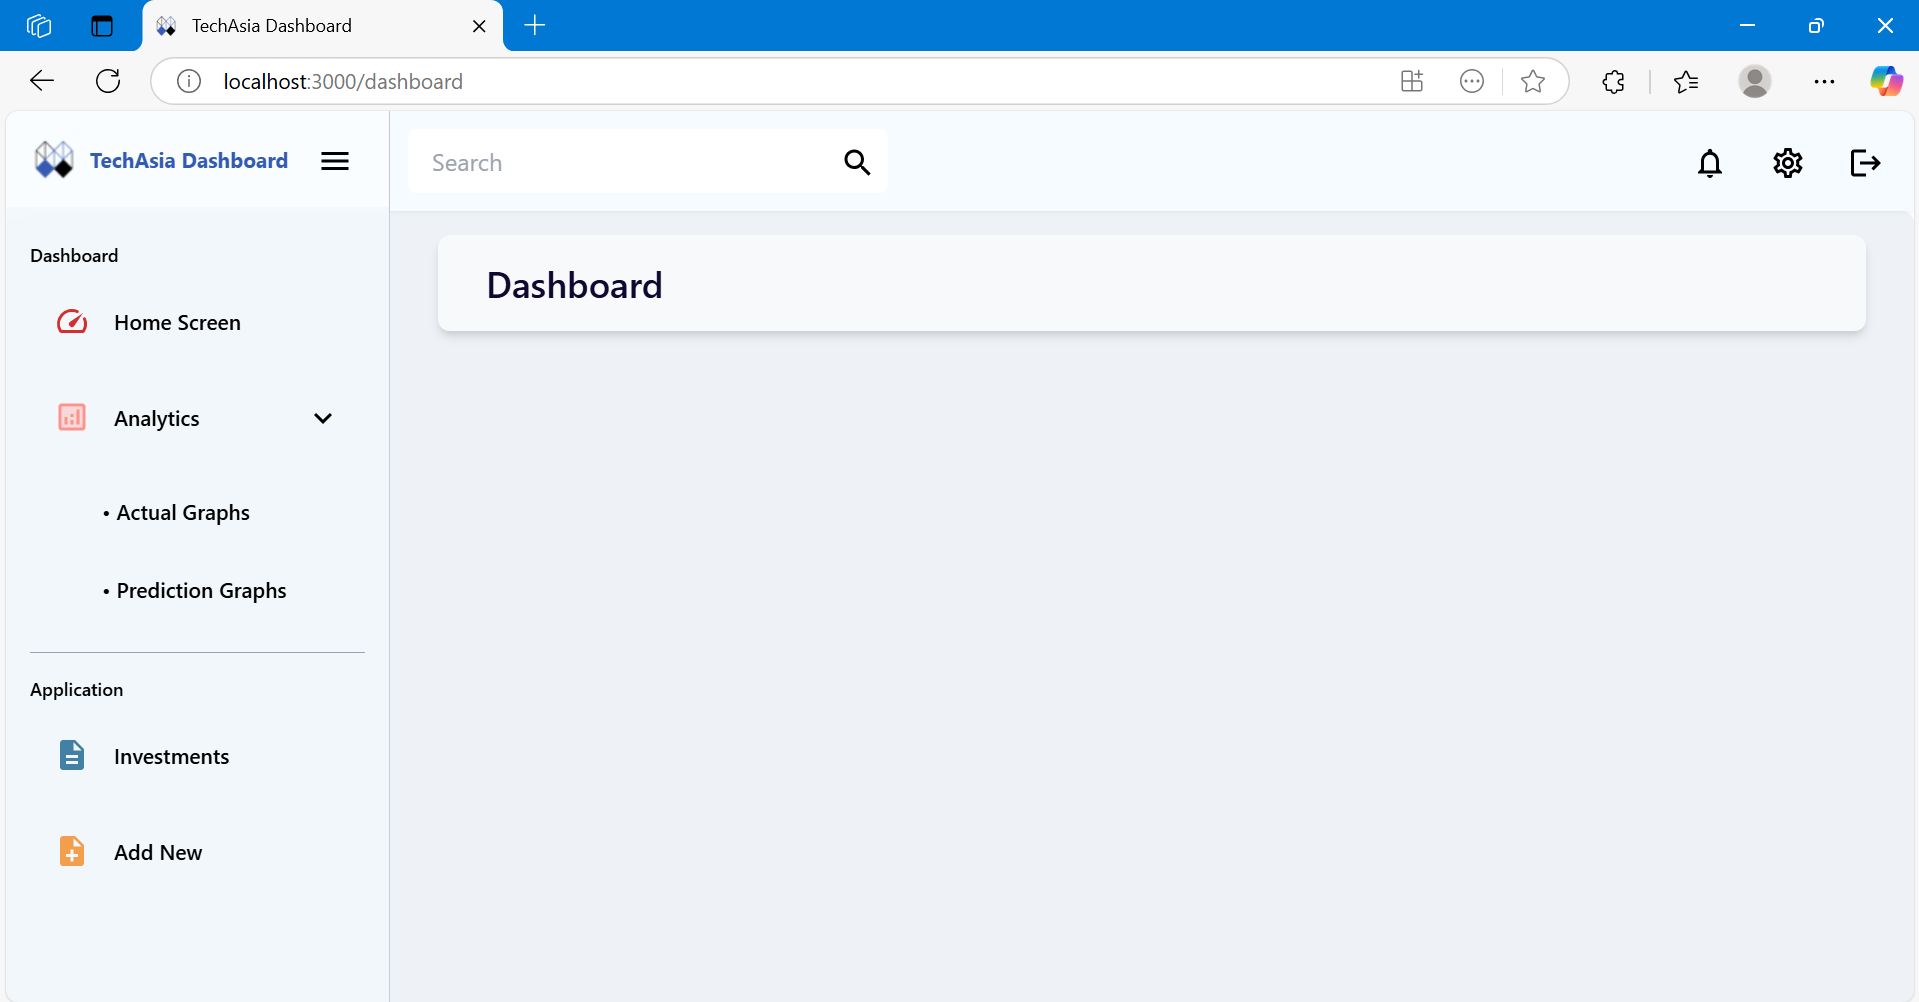 TechAsia Dashboard
localhost:3000/dashboard
TechAsia Dashboard
Search
Dashboard
Dashboard
Home Screen
Analytics
• Actual Graphs
• Prediction Graphs
Application
Investments
Add New